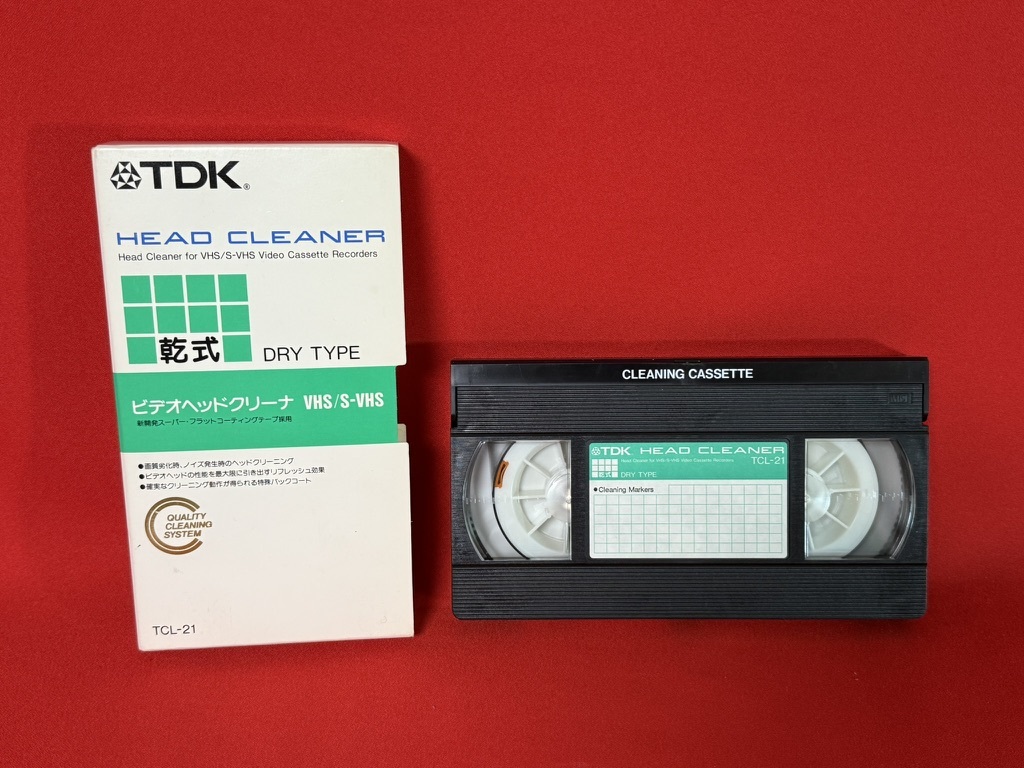 TDK®
HEAD CLEANER
Head Cleaner for VHS/S-VHS Video Cassette Recorders
乾式 DRY TYPE
ビデオヘッドクリーナ VHS/S-VHS
新開発スーパー・フラットコーティングテープ採用
●画質劣化時、ノイズ発生時のヘッドクリーニング
●ビデオヘッドの性能を最大限に引き出すリフレッシュ効果
●確実なクリーニング動作が得られる特殊バックコート
QUALITY
CLEANING
SYSTEM
TCL-21
CLEANING CASSETTE
TDK HEAD CLEANER
Head Cleaner for VHS/S-VHS Video Cassette Recorders
TCL-21
乾式 DRY TYPE
●Cleaning Markers